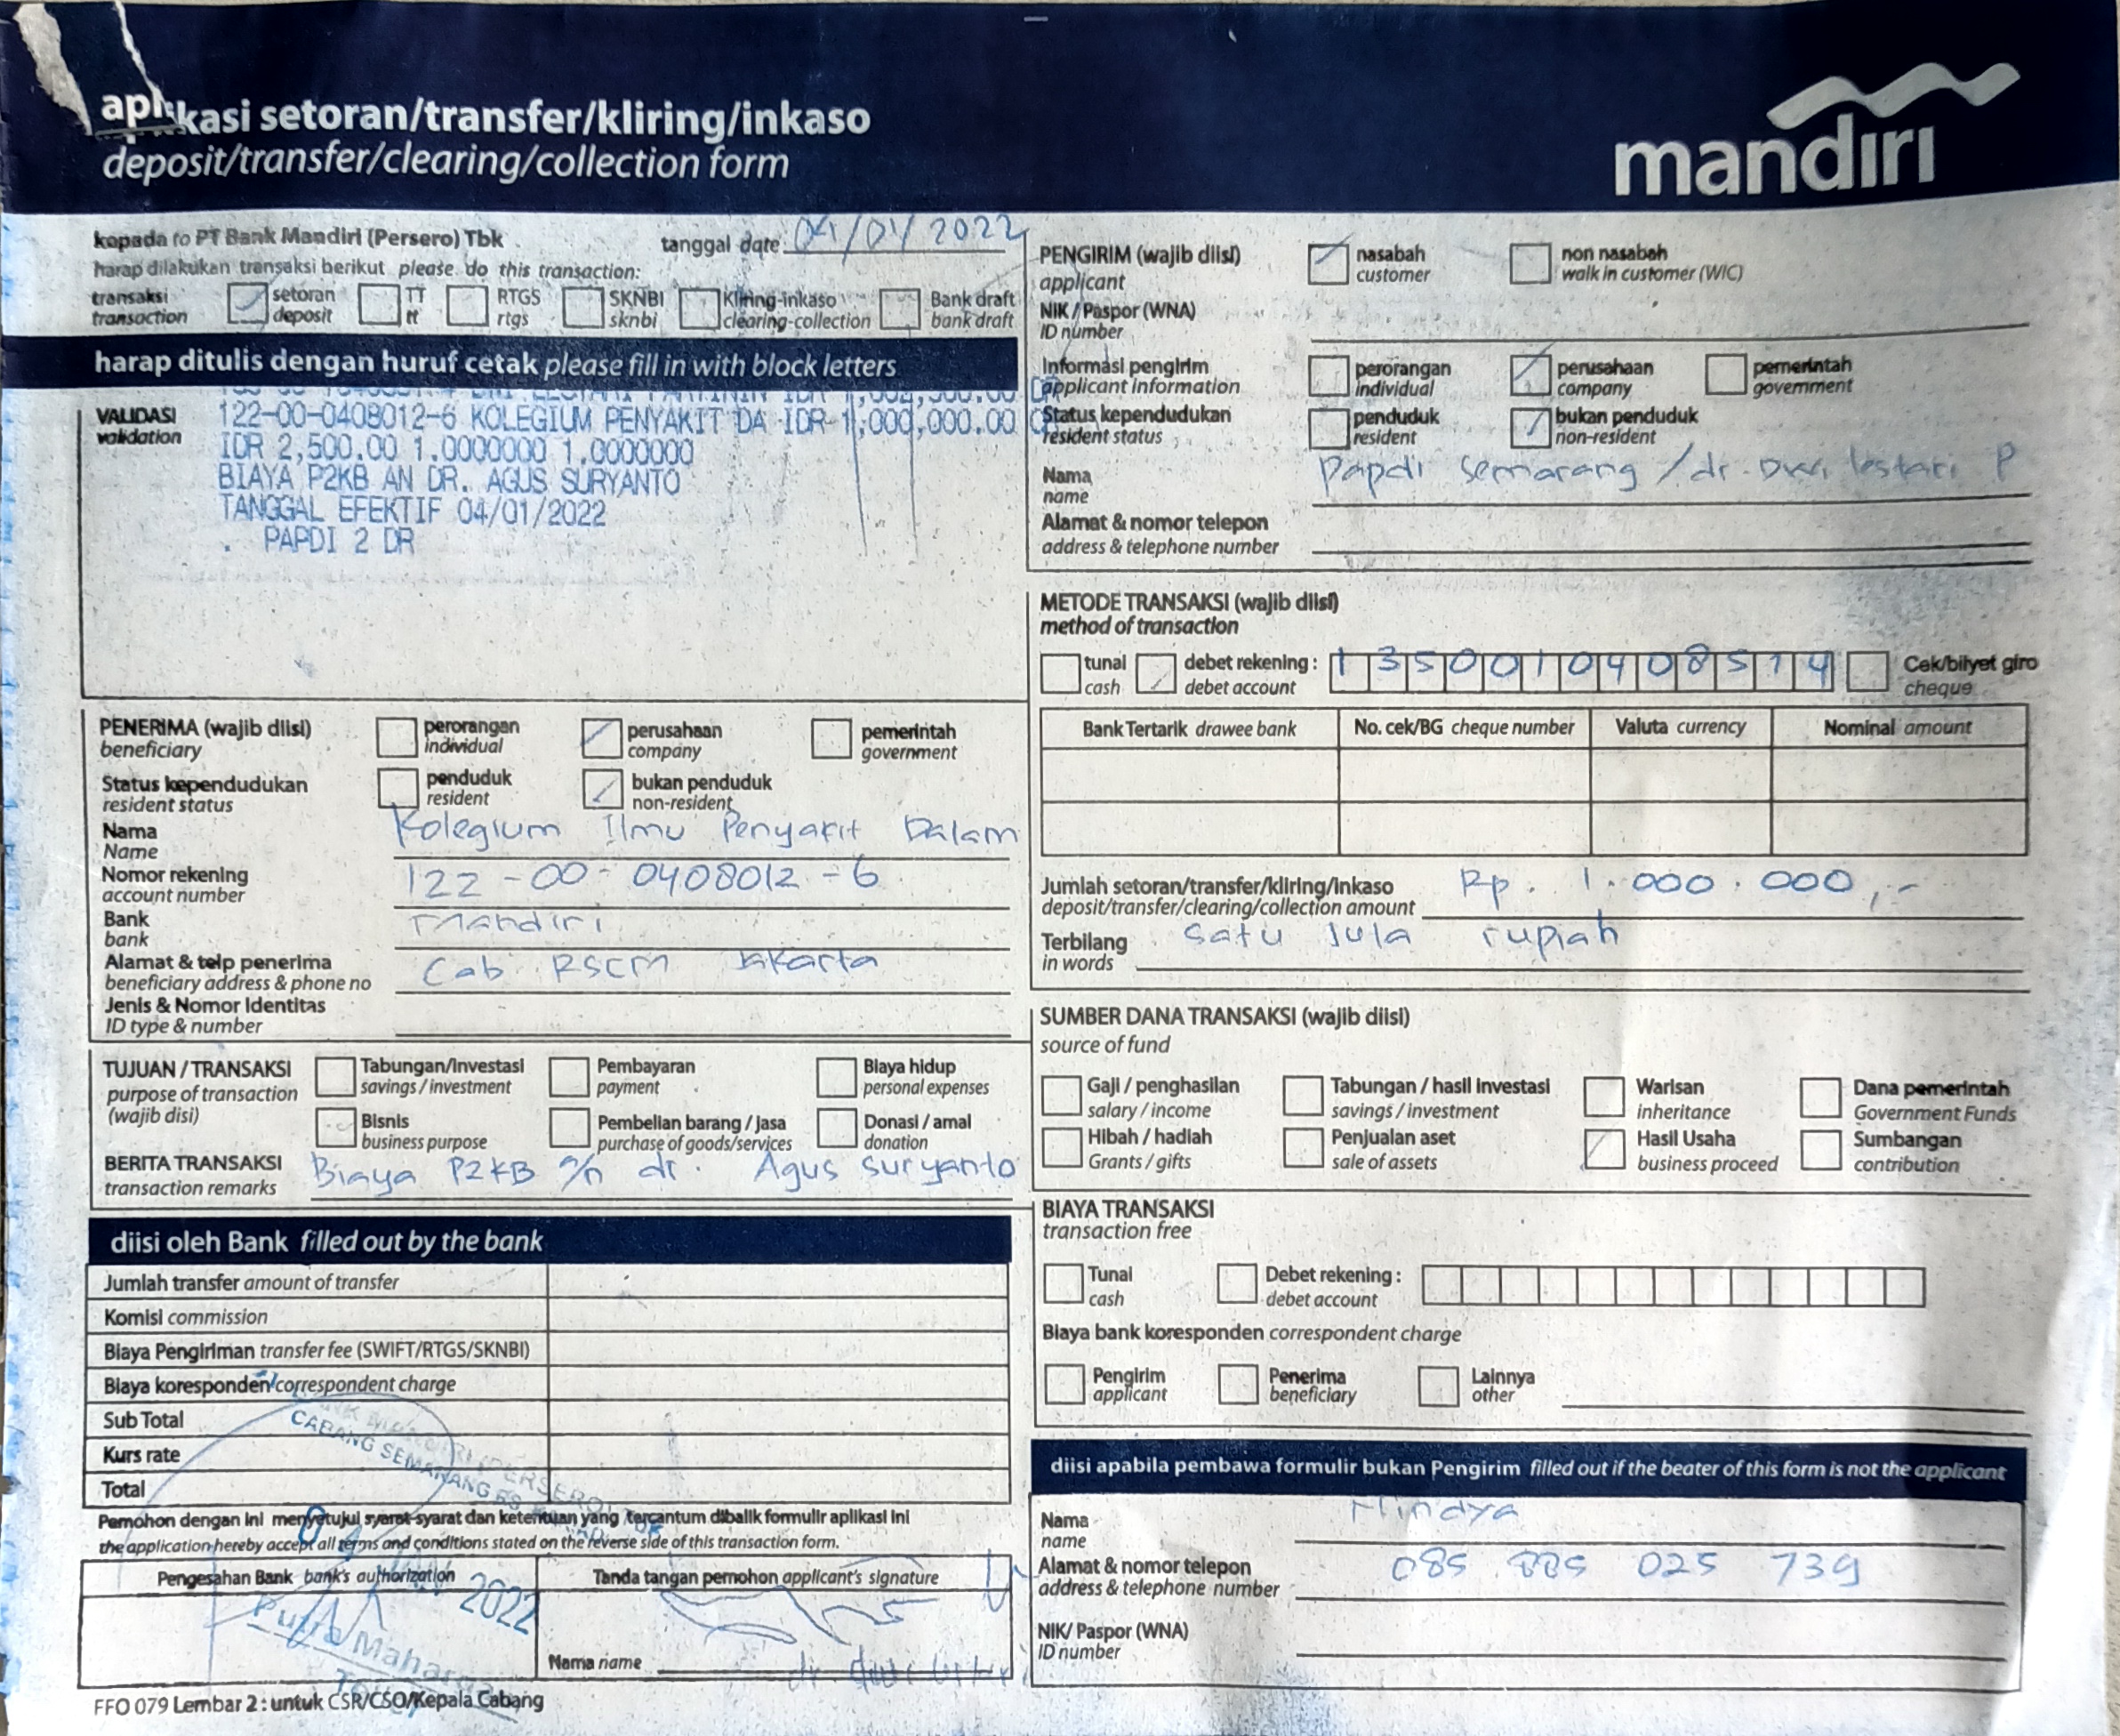 aplikasi setoran/transfer/kliring/inkaso
deposit/transfer/clearing/collection form
mandiri
kepada to PT Bank Mandiri (Persero) Tbk
tanggal date: 04/01/2022
harap dilakukan transaksi berikut please do this transaction:
transaksi transaction
setoran deposit
TT tt
RTGS rtgs
SKNBI sknbi
Kliring-inkaso clearing-collection
Bank draft bank draft
harap ditulis dengan huruf cetak please fill in with block letters
VALIDASI validation
122-00-0408012-6 KOLEGIUM PENYAKIT DA IDR 1,000,000.00
IDR 2,500.00 1.0000000 1.0000000
BIAYA P2KB AN DR. AGUS SURYANTO
TANGGAL EFEKTIF 04/01/2022
. PAPDI 2 DR
PENERIMA (wajib diisi) beneficiary
perorangan individual
perusahaan company
pemerintah government
Status kependudukan resident status
penduduk resident
bukan penduduk non-resident
Nama Name
Kolegium Ilmu Penyakit Dalam
Nomor rekening account number
122 - 00 - 0408012 - 6
Bank bank
Mandiri
Alamat & telp penerima beneficiary address & phone no
Cab. RSCM Jakarta
Jenis & Nomor Identitas ID type & number
TUJUAN / TRANSAKSI purpose of transaction (wajib disi)
Tabungan/Investasi savings / investment
Pembayaran payment
Biaya hidup personal expenses
Bisnis business purpose
Pembelian barang / jasa purchase of goods/services
Donasi / amal donation
BERITA TRANSAKSI transaction remarks
Biaya P2KB a/n dr. Agus Suryanto
diisi oleh Bank filled out by the bank
Jumlah transfer amount of transfer
Komisi commission
Biaya Pengiriman transfer fee (SWIFT/RTGS/SKNBI)
Biaya koresponden correspondent charge
Sub Total
Kurs rate
Total
CABANG SEMARANG RS.
Pemohon dengan ini menyetujui syarat-syarat dan ketentuan yang tercantum dibalik formulir aplikasi ini
the application hereby accept all terms and conditions stated on the reverse side of this transaction form.
Pengesahan Bank bank's authorization
2022
Tanda tangan pemohon applicant's signature
Nama name
FFO 079 Lembar 2 : untuk CSR/CSO/Kepala Cabang
PENGIRIM (wajib diisi) applicant
nasabah customer
non nasabah walk in customer (WIC)
NIK / Paspor (WNA) ID number
Informasi pengirim applicant information
perorangan individual
perusahaan company
pemerintah government
Status kependudukan resident status
penduduk resident
bukan penduduk non-resident
Nama name
Papdi Semarang / dr. Dwi Lestari P
Alamat & nomor telepon address & telephone number
METODE TRANSAKSI (wajib diisi)
method of transaction
tunai cash
debet rekening : debet account
1350010408514
Cek/bilyet giro cheque
Bank Tertarik drawee bank
No. cek/BG cheque number
Valuta currency
Nominal amount
Jumlah setoran/transfer/kliring/inkaso
deposit/transfer/clearing/collection amount
Rp. 1.000.000,-
Terbilang in words
Satu Juta rupiah
SUMBER DANA TRANSAKSI (wajib diisi)
source of fund
Gaji / penghasilan salary / income
Tabungan / hasil investasi savings / investment
Warisan inheritance
Dana pemerintah Government Funds
Hibah / hadiah Grants / gifts
Penjualan aset sale of assets
Hasil Usaha business proceed
Sumbangan contribution
BIAYA TRANSAKSI
transaction free
Tunai cash
Debet rekening : debet account
Biaya bank koresponden correspondent charge
Pengirim applicant
Penerima beneficiary
Lainnya other
diisi apabila pembawa formulir bukan Pengirim filled out if the beater of this form is not the applicant
Nama name
Hindya
Alamat & nomor telepon address & telephone number
085 885 025 739
NIK/ Paspor (WNA) ID number